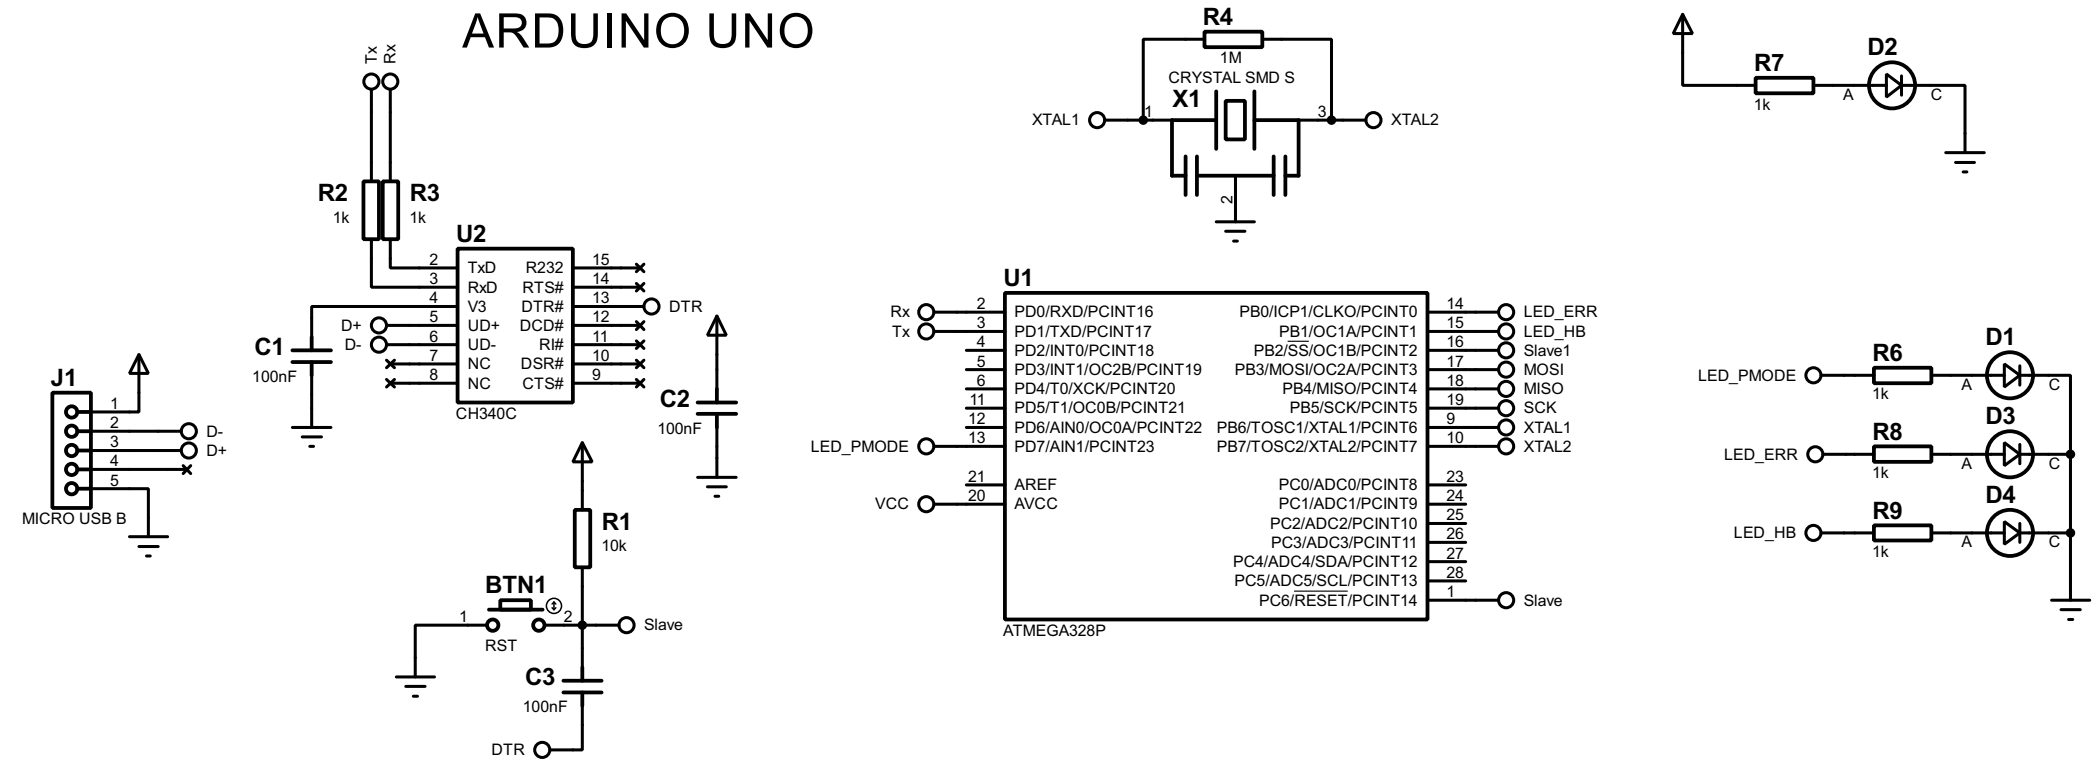 ARDUINO UNO
Tx
Rx
R2
1k
R3
1k
U2
2 TxD R232 15
3 RxD RTS# 14
4 V3 DTR# 13 DTR
D+ 5 UD+ DCD# 12
D- 6 UD- RI# 11
7 NC DSR# 10
8 NC CTS# 9
CH340C
C1
100nF
C2
100nF
J1
1
2 D-
3 D+
4
5
MICRO USB B
R1
10k
BTN1
1 2 Slave
RST
C3
100nF
DTR
R4
1M
CRYSTAL SMD S
X1
XTAL1 1 3 XTAL2
2
U1
Rx 2 PD0/RXD/PCINT16 PB0/ICP1/CLKO/PCINT0 14 LED_ERR
Tx 3 PD1/TXD/PCINT17 PB1/OC1A/PCINT1 15 LED_HB
4 PD2/INT0/PCINT18 PB2/SS/OC1B/PCINT2 16 Slave1
5 PD3/INT1/OC2B/PCINT19 PB3/MOSI/OC2A/PCINT3 17 MOSI
6 PD4/T0/XCK/PCINT20 PB4/MISO/PCINT4 18 MISO
11 PD5/T1/OC0B/PCINT21 PB5/SCK/PCINT5 19 SCK
12 PD6/AIN0/OC0A/PCINT22 PB6/TOSC1/XTAL1/PCINT6 9 XTAL1
LED_PMODE 13 PD7/AIN1/PCINT23 PB7/TOSC2/XTAL2/PCINT7 10 XTAL2
21 AREF PC0/ADC0/PCINT8 23
VCC 20 AVCC PC1/ADC1/PCINT9 24
PC2/ADC2/PCINT10 25
PC3/ADC3/PCINT11 26
PC4/ADC4/SDA/PCINT12 27
PC5/ADC5/SCL/PCINT13 28
PC6/RESET/PCINT14 1 Slave
ATMEGA328P
R7
1k
D2
A C
R6 D1
LED_PMODE A C
1k
R8 D3
LED_ERR A C
1k
R9 D4
LED_HB A C
1k